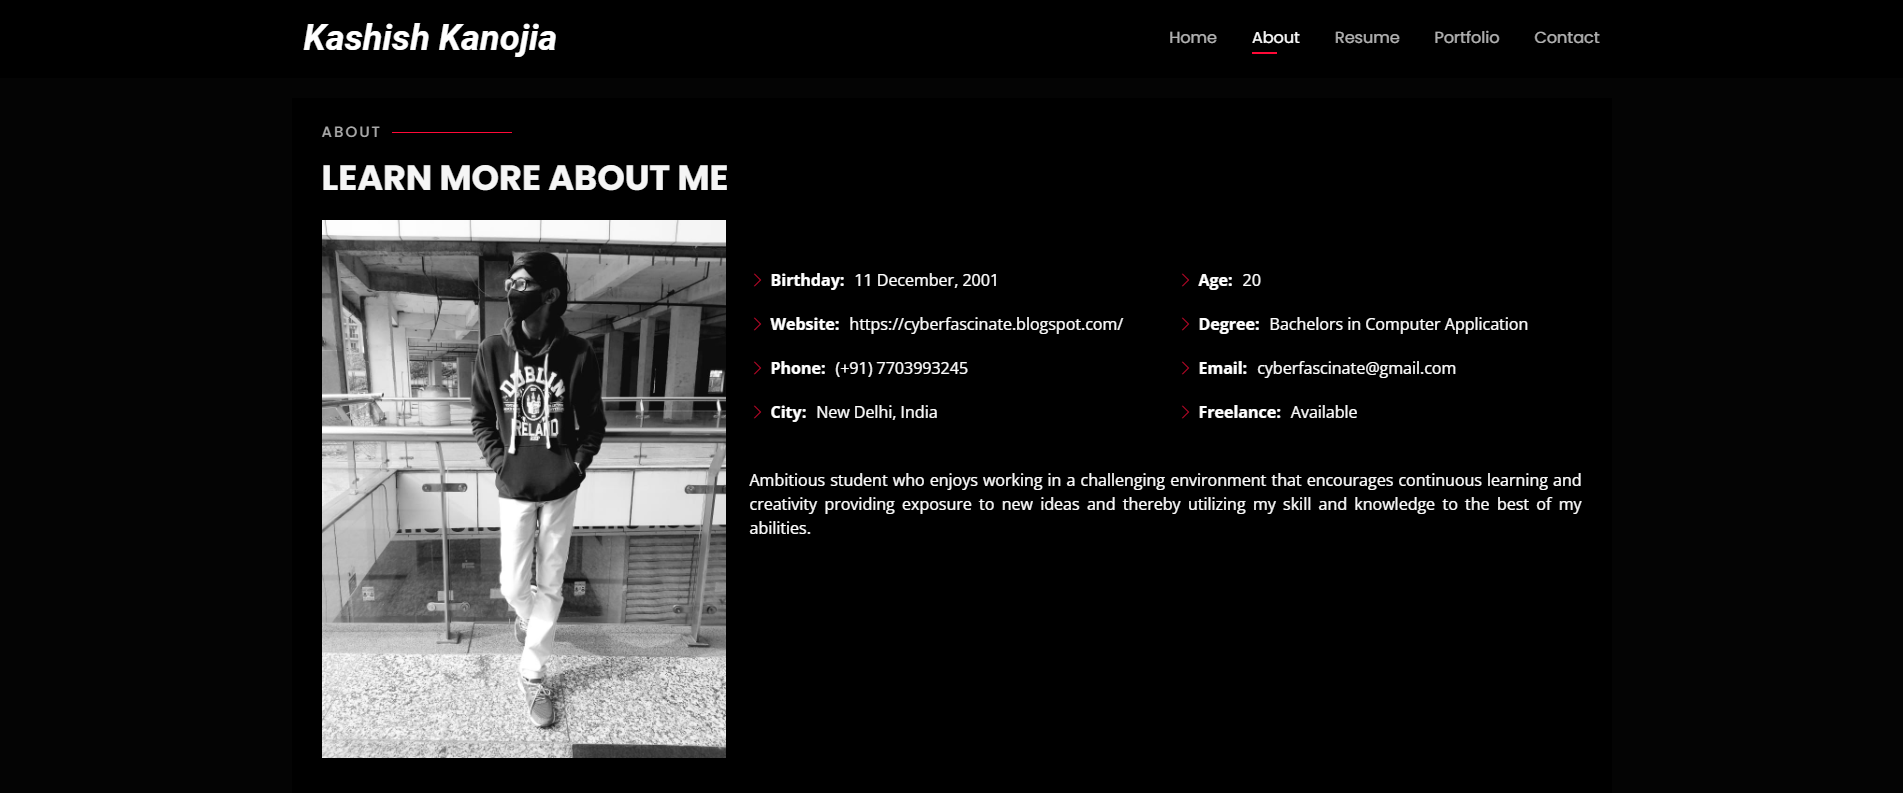 Kashish Kanojia
Home About Resume Portfolio Contact
ABOUT
LEARN MORE ABOUT ME
DUBLIN
IRELAND
Birthday: 11 December, 2001
Age: 20
Website: https://cyberfascinate.blogspot.com/
Degree: Bachelors in Computer Application
Phone: (+91) 7703993245
Email: cyberfascinate@gmail.com
City: New Delhi, India
Freelance: Available
Ambitious student who enjoys working in a challenging environment that encourages continuous learning and
creativity providing exposure to new ideas and thereby utilizing my skill and knowledge to the best of my
abilities.